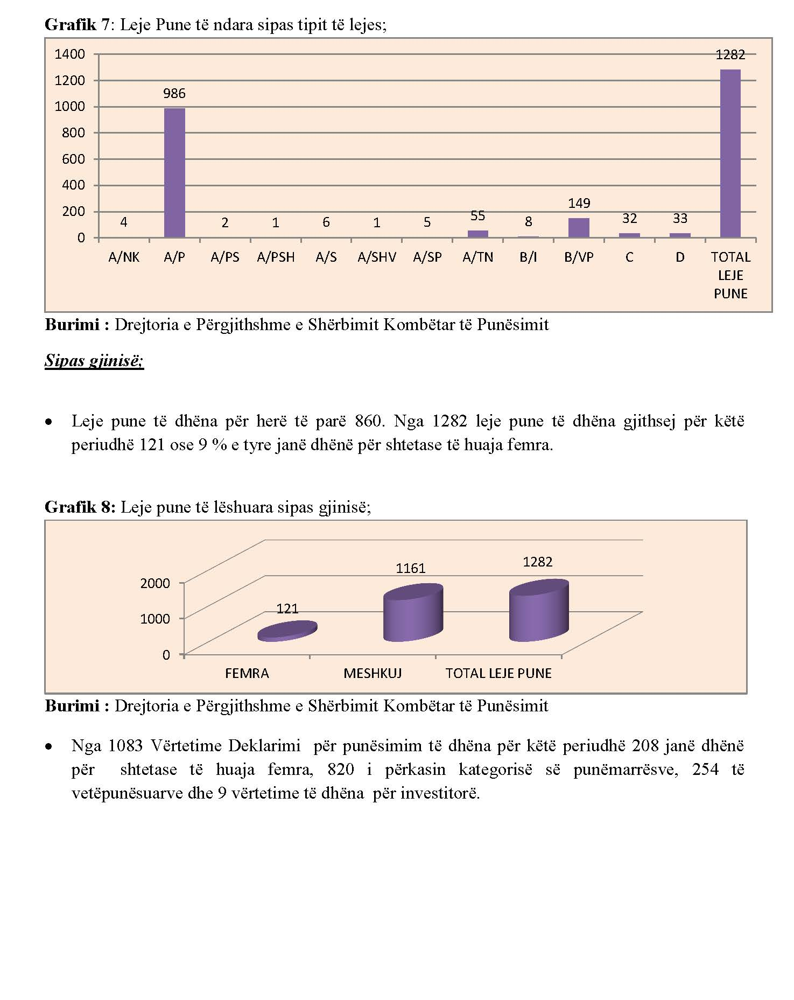 Grafik 7: Leje Pune të ndara sipas tipit të lejes;
1400
1200
1000
800
600
400
200
0
4
986
2
1
6
1
5
55
8
149
32
33
1282
A/NK A/P A/PS A/PSH A/S A/SHV A/SP A/TN B/I B/VP C D TOTAL
LEJE
PUNE
Burimi : Drejtoria e Përgjithshme e Shërbimit Kombëtar të Punësimit
Sipas gjinisë;
• Leje pune të dhëna për herë të parë 860. Nga 1282 leje pune të dhëna gjithsej për këtë
periudhë 121 ose 9 % e tyre janë dhënë për shtetase të huaja femra.
Grafik 8: Leje pune të lëshuara sipas gjinisë;
2000
1000
0
121
1161
1282
FEMRA MESHKUJ TOTAL LEJE PUNE
Burimi : Drejtoria e Përgjithshme e Shërbimit Kombëtar të Punësimit
• Nga 1083 Vërtetime Deklarimi për punësimim të dhëna për këtë periudhë 208 janë dhënë
për shtetase të huaja femra, 820 i përkasin kategorisë së punëmarrësve, 254 të
vetëpunësuarve dhe 9 vërtetime të dhëna për investitorë.